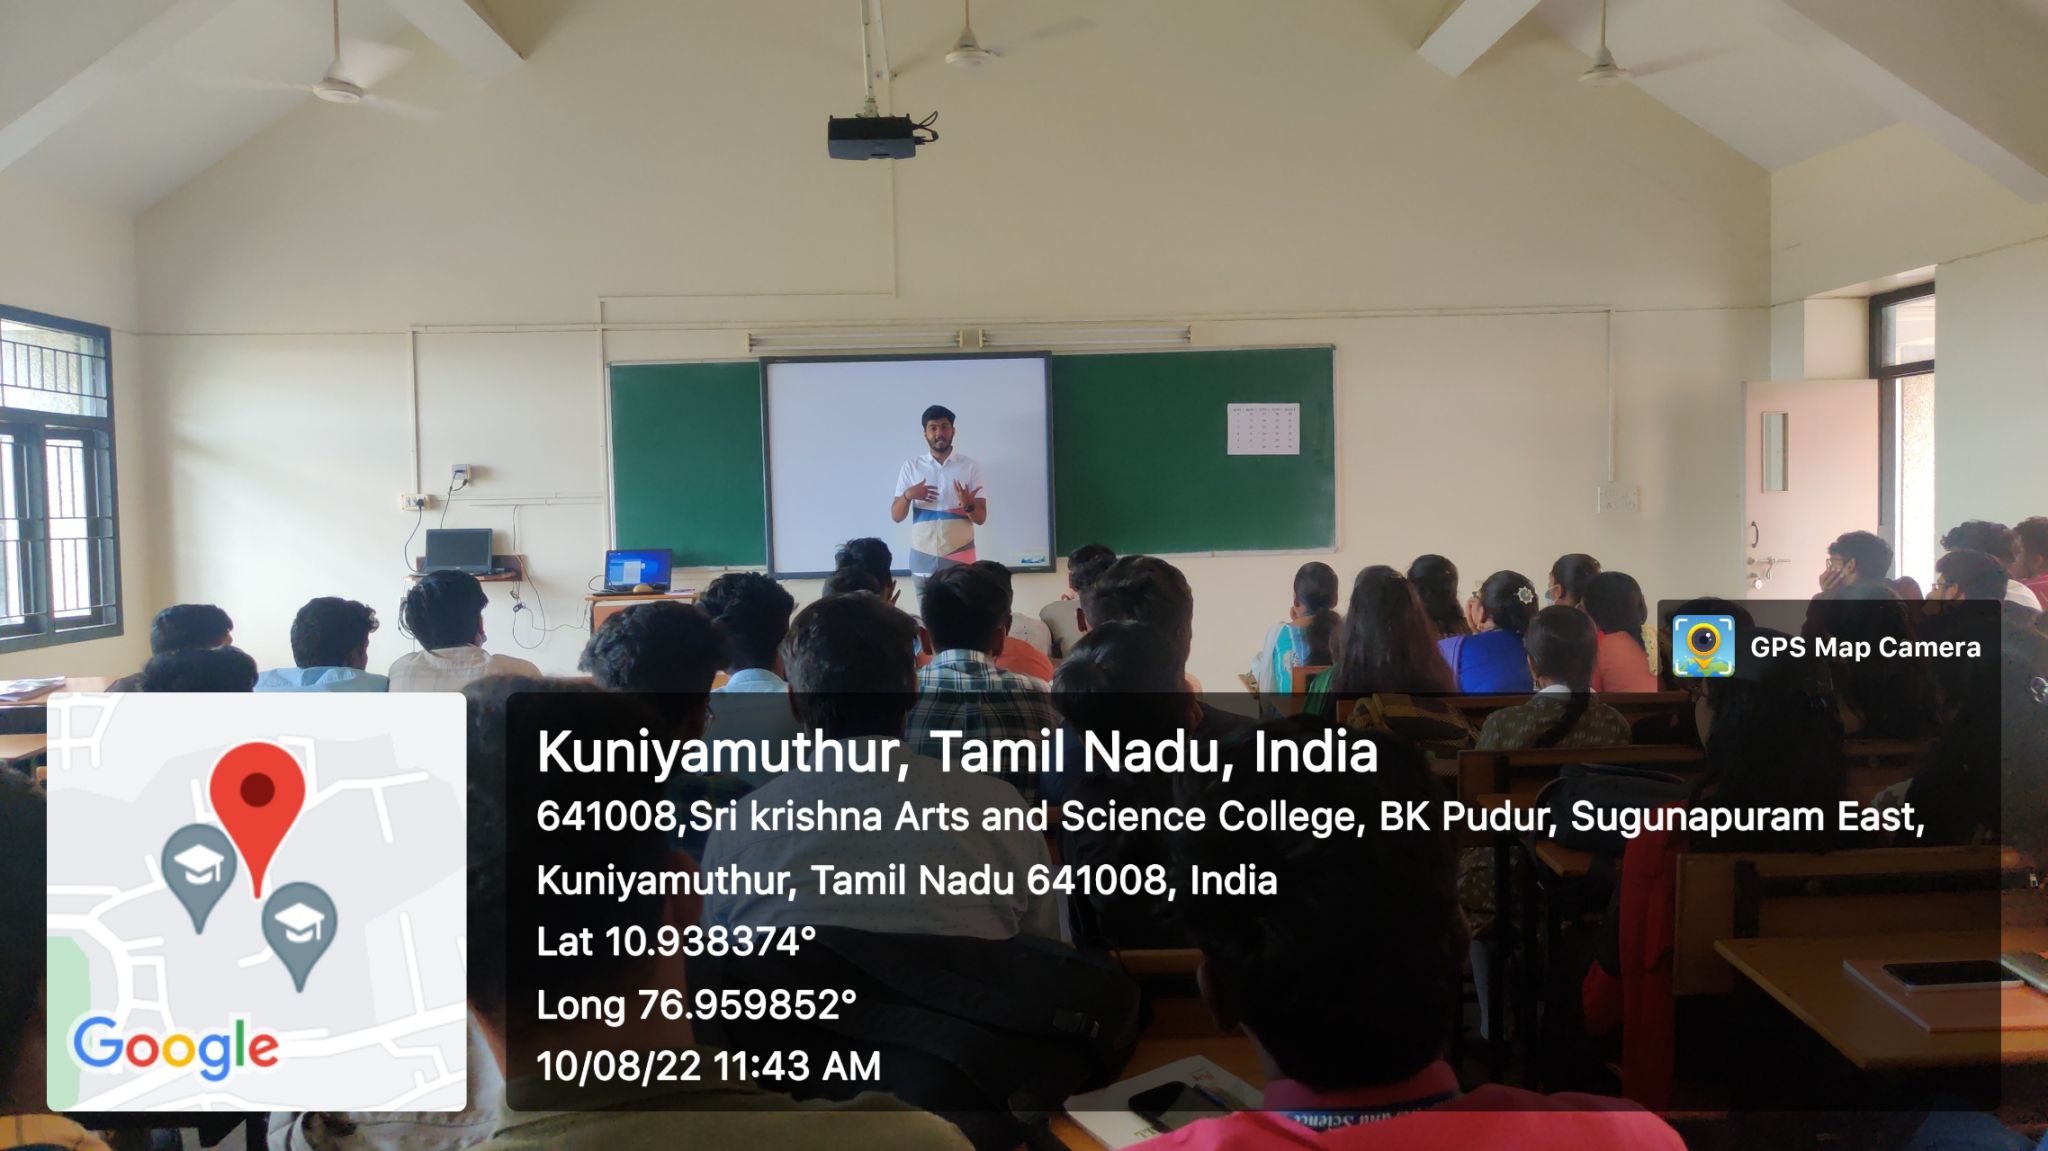 GPS Map Camera
Kuniyamuthur, Tamil Nadu, India
641008,Sri krishna Arts and Science College, BK Pudur, Sugunapuram East,
Kuniyamuthur, Tamil Nadu 641008, India
Lat 10.938374°
Long 76.959852°
10/08/22 11:43 AM
Google